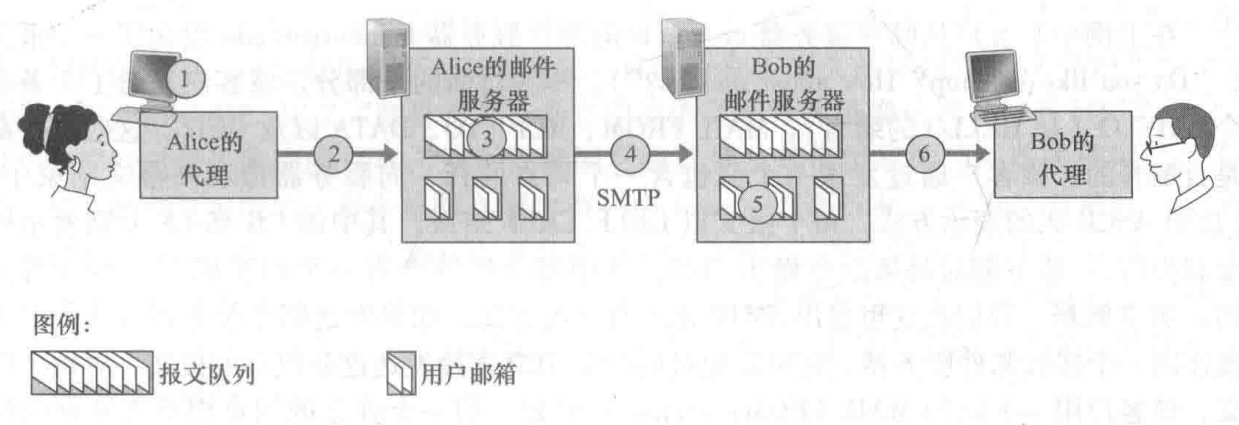 ①
Alice的
代理
②
Alice的邮件
服务器
③
④
SMTP
Bob的
邮件服务器
⑤
⑥
Bob的
代理
图例：
报文队列
用户邮箱